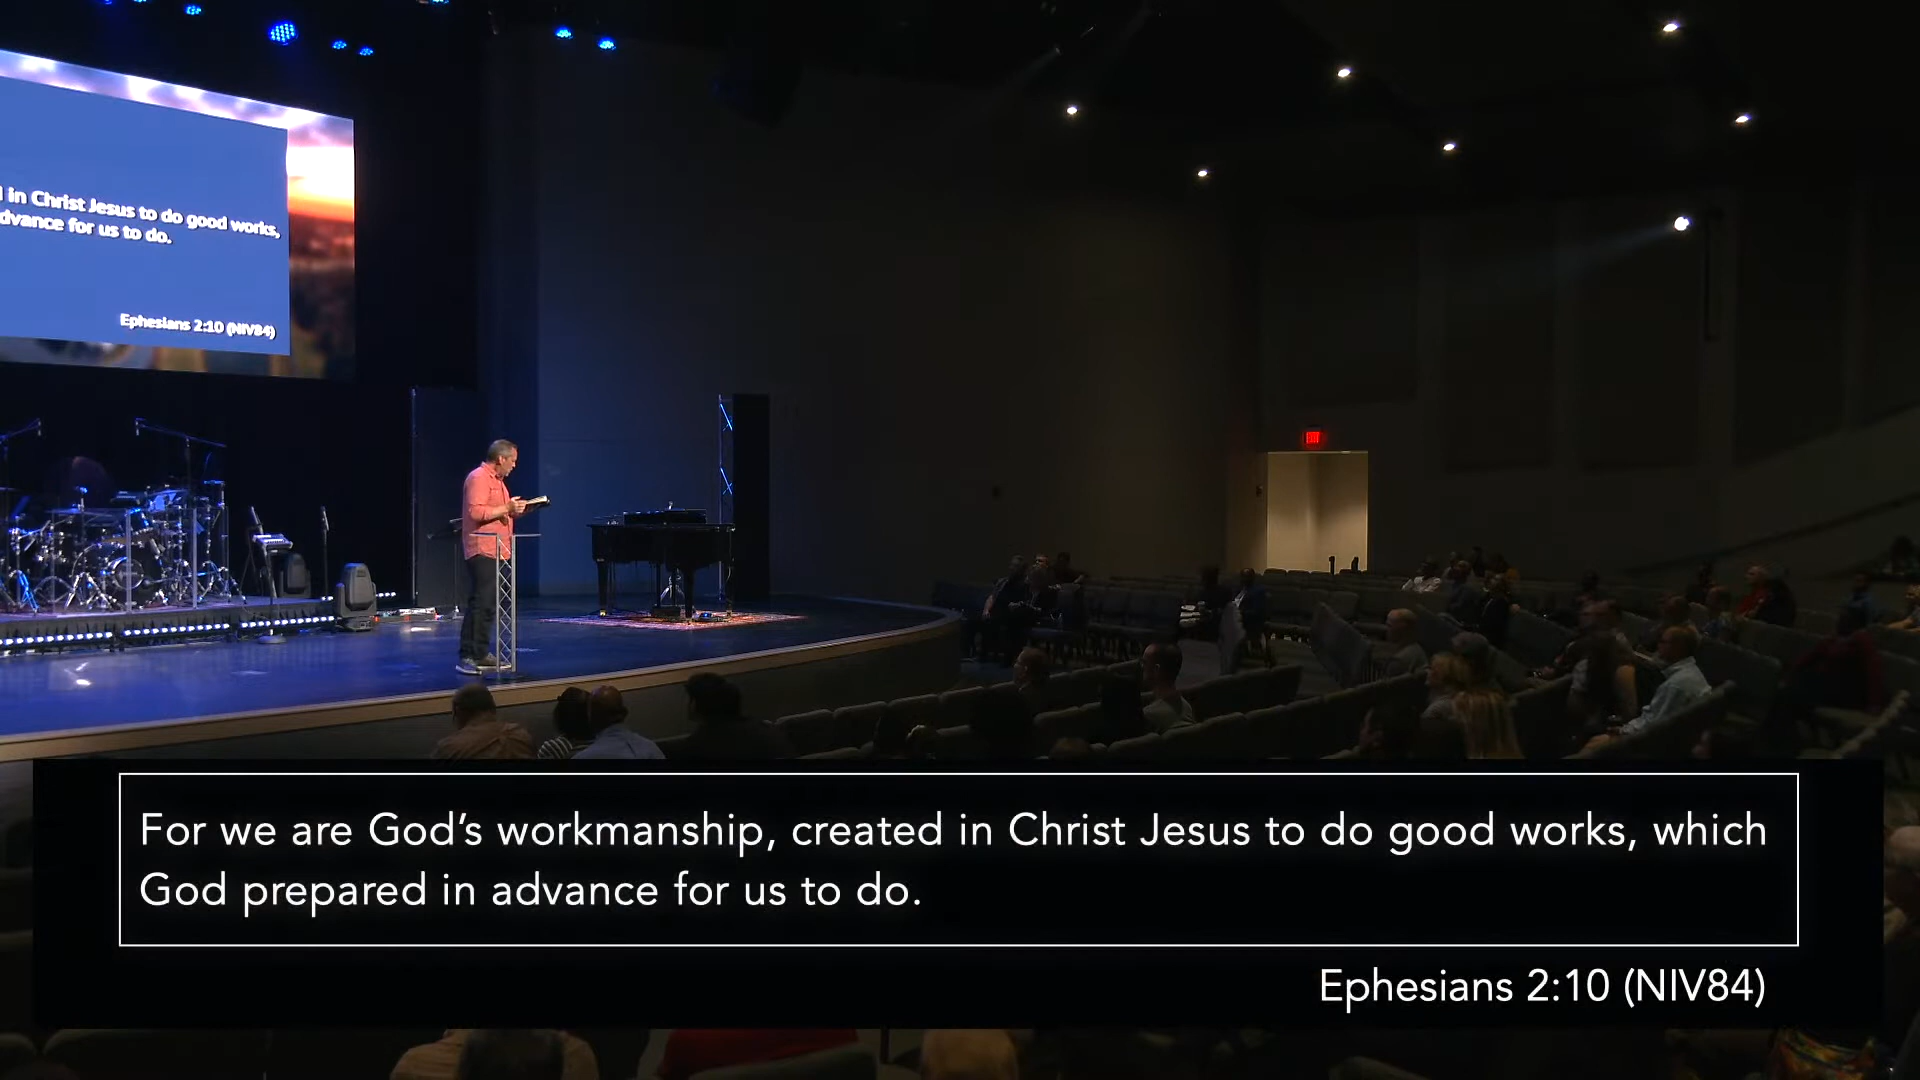 in Christ Jesus to do good works,
dvance for us to do.
Ephesians 2:10 (NIV84)
For we are God's workmanship, created in Christ Jesus to do good works, which
God prepared in advance for us to do.
Ephesians 2:10 (NIV84)